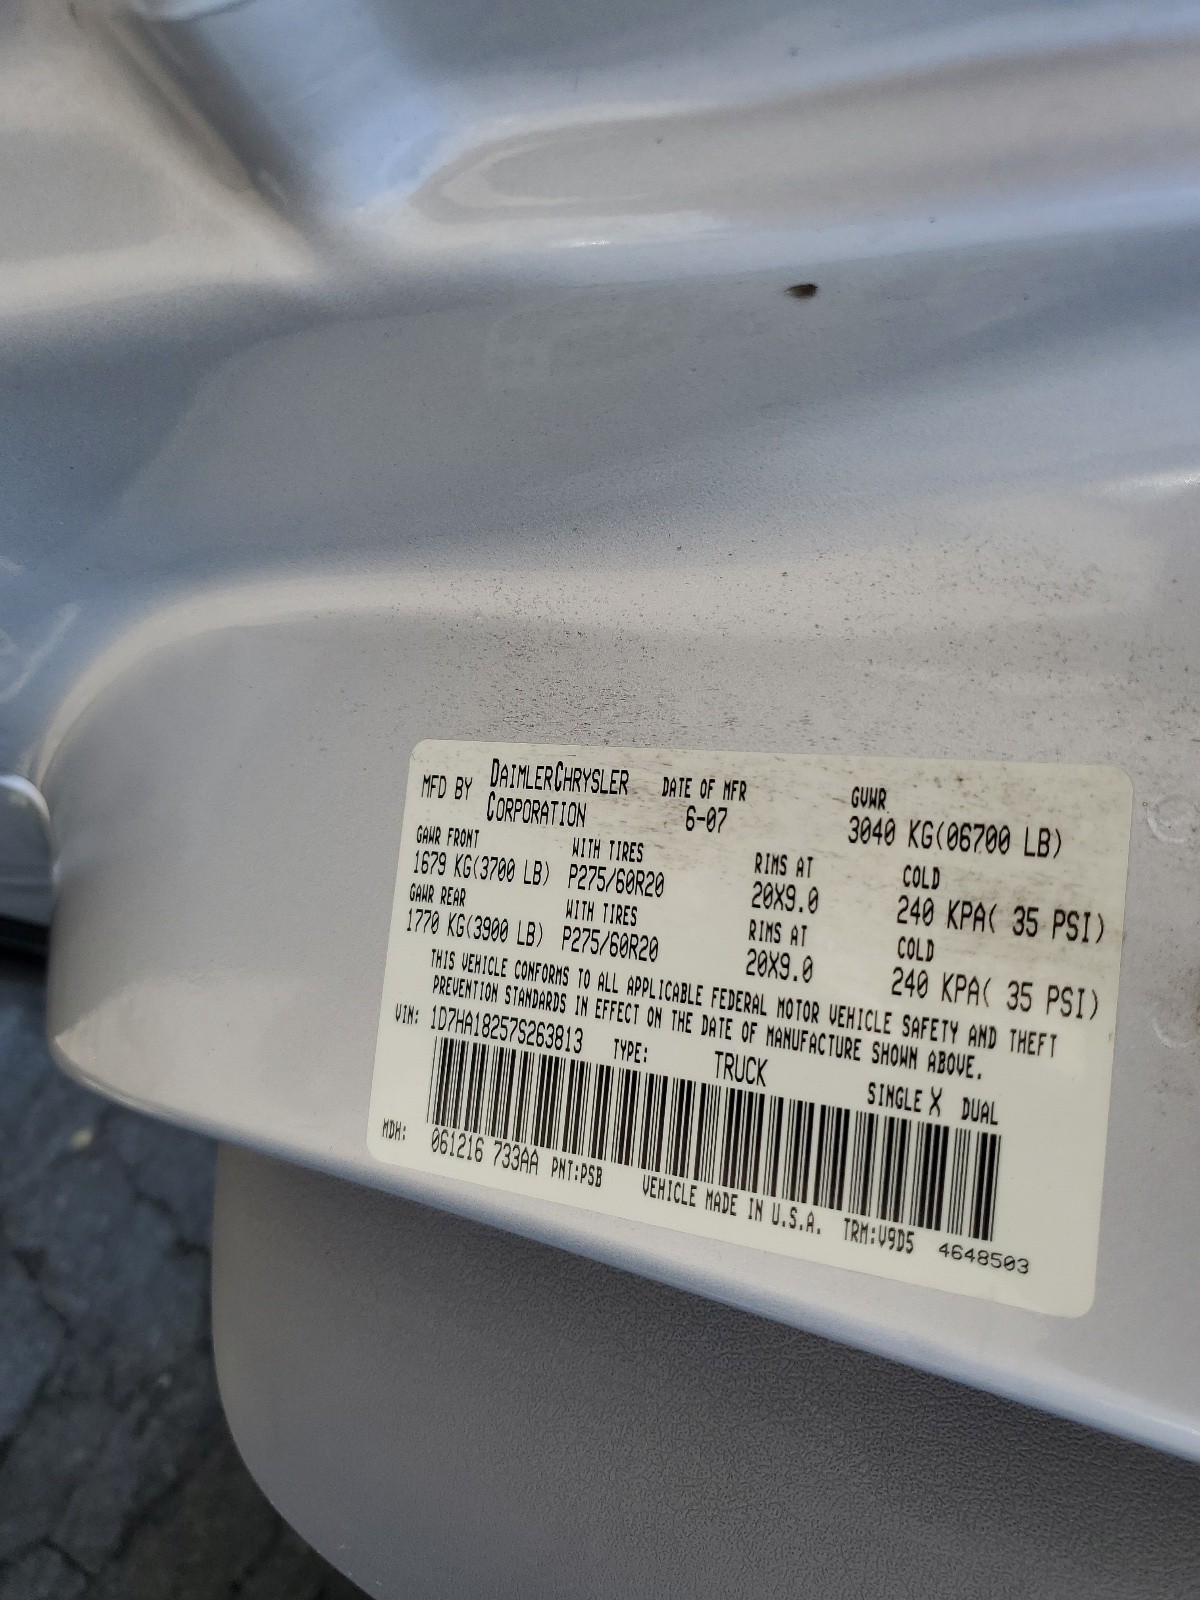 MFD BY DAIMLERCHRYSLER CORPORATION DATE OF MFR 6-07 GVWR 3040 KG(06700 LB)
GAWR FRONT WITH TIRES RIMS AT COLD
1679 KG(3700 LB) P275/60R20 20X9.0 240 KPA( 35 PSI)
GAWR REAR WITH TIRES RIMS AT COLD
1770 KG(3900 LB) P275/60R20 20X9.0 240 KPA( 35 PSI)
THIS VEHICLE CONFORMS TO ALL APPLICABLE FEDERAL MOTOR VEHICLE SAFETY AND THEFT
PREVENTION STANDARDS IN EFFECT ON THE DATE OF MANUFACTURE SHOWN ABOVE.
VIN: 1D7HA18257S263813 TYPE: TRUCK SINGLE X DUAL
MDH: 061216 733AA PNT:PSB VEHICLE MADE IN U.S.A. TRM:V9D5 4648503